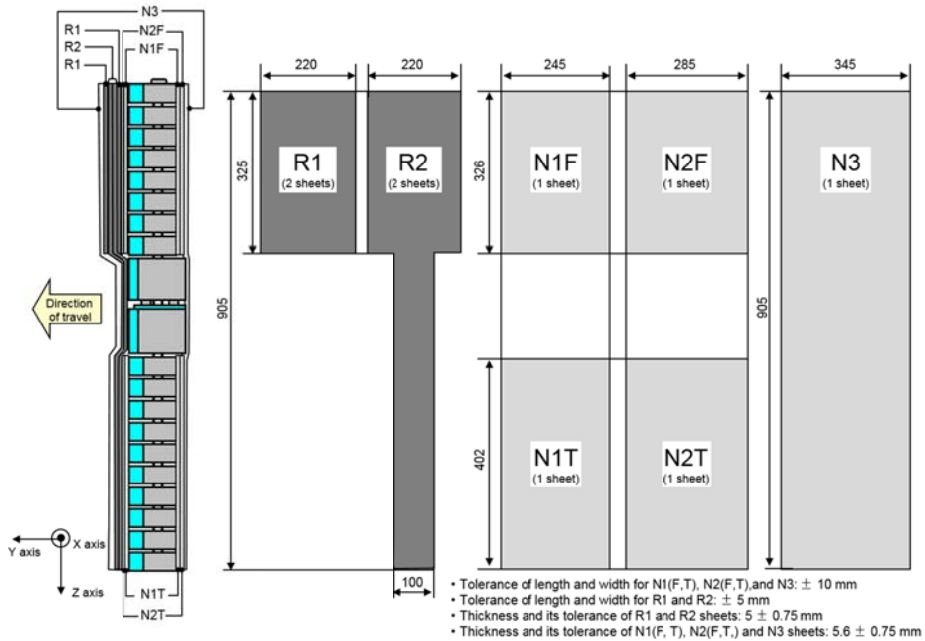 N3
R1
N2F
R2
N1F
R1
220
220
245
285
345
R1
(2 sheets)
R2
(2 sheets)
N1F
(1 sheet)
N2F
(1 sheet)
N3
(1 sheet)
325
326
Direction
of travel
905
905
402
N1T
(1 sheet)
N2T
(1 sheet)
X axis
Y axis
Z axis
N1T
N2T
100
• Tolerance of length and width for N1(F,T), N2(F,T),and N3: ± 10 mm
• Tolerance of length and width for R1 and R2: ± 5 mm
• Thickness and its tolerance of R1 and R2 sheets: 5 ± 0.75 mm
• Thickness and its tolerance of N1(F, T), N2(F,T,) and N3 sheets: 5.6 ± 0.75 mm